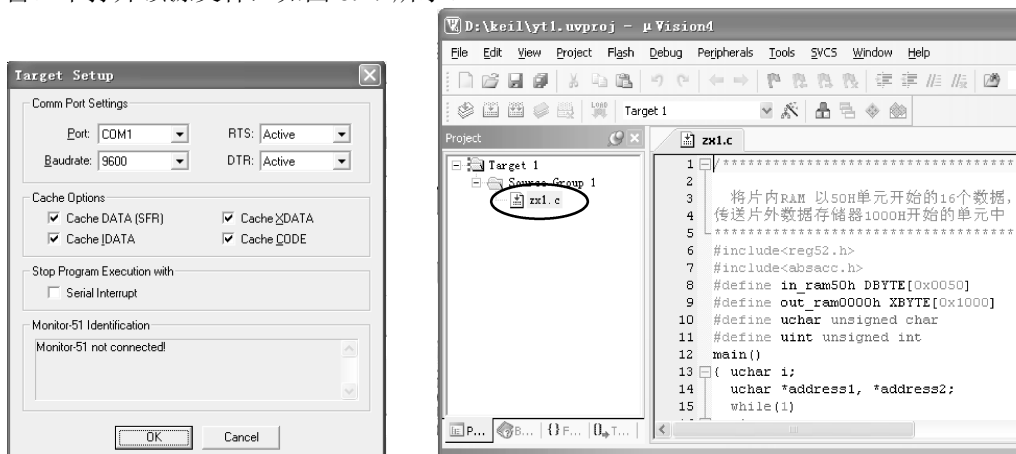 Target Setup
Comm Port Settings
Port: COM1
RTS: Active
Baudrate: 9600
DTR: Active
Cache Options
Cache DATA (SFR)
Cache XDATA
Cache IDATA
Cache CODE
Stop Program Execution with
Serial Interrupt
Monitor-51 Identification
Monitor-51 not connected!
OK
Cancel
D:\keil\yt1.uvproj - µVision4
File Edit View Project Flash Debug Peripherals Tools SVCS Window Help
LOAD
Target 1
Project
zx1.c
Target 1
Source Group 1
zx1.c
1 /***********************************
2
3 将片内RAM 以50H单元开始的16个数据,
4 传送片外数据存储器1000H开始的单元中
5 ************************************
6 #include<reg52.h>
7 #include<absacc.h>
8 #define in_ram50h DBYTE[0x0050]
9 #define out_ram0000h XBYTE[0x1000]
10 #define uchar unsigned char
11 #define uint unsigned int
12 main()
13 { uchar i;
14 uchar *address1, *address2;
15 while(1)
P... B... {} F... 0 T...